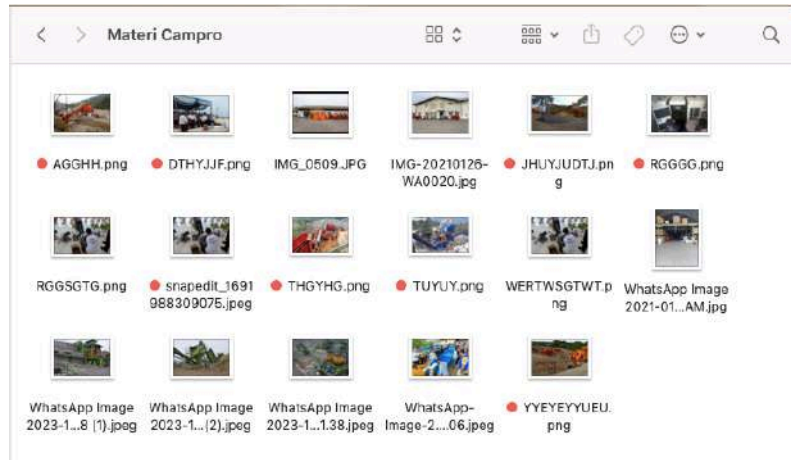 Materi Campro
AGGHH.png
DTHYJJF.png
IMG_0509.JPG
IMG-20210126-
WA0020.jpg
JHUYJUDTJ.pn
g
RGGGG.png
RGGSGTG.png
snapedit_1691
988309075.jpeg
THGYHG.png
TUYUY.png
WERTWSGTWT.p
ng
WhatsApp Image
2021-01...AM.jpg
WhatsApp Image
2023-1...8 (1).jpeg
WhatsApp Image
2023-1...(2).jpeg
WhatsApp Image
2023-1...1.38.jpeg
WhatsApp-
Image-2....06.jpeg
YYEYEYYUEU.
png